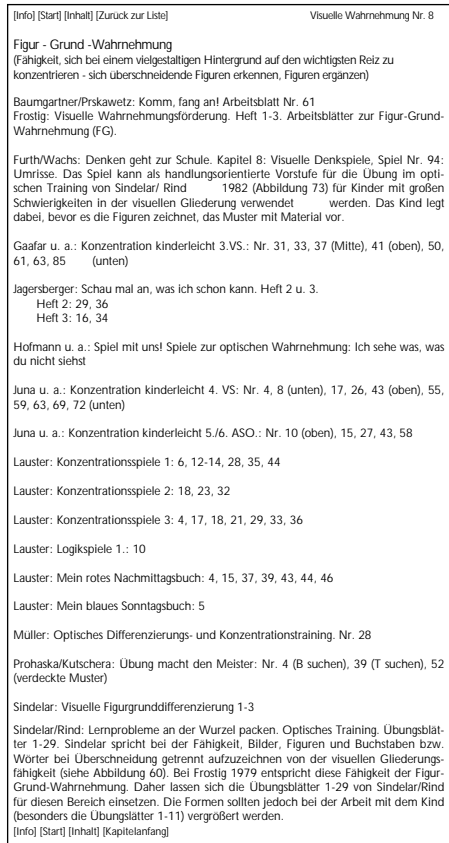 [Info] [Start] [Inhalt] [Zurück zur Liste] Visuelle Wahrnehmung Nr. 8
Figur - Grund -Wahrnehmung
(Fähigkeit, sich bei einem vielgestaltigen Hintergrund auf den wichtigsten Reiz zu
konzentrieren - sich überschneidende Figuren erkennen, Figuren ergänzen)
Baumgartner/Prskawetz: Komm, fang an! Arbeitsblatt Nr. 61
Frostig: Visuelle Wahrnehmungsförderung. Heft 1-3. Arbeitsblätter zur Figur-Grund-
Wahrnehmung (FG).
Furth/Wachs: Denken geht zur Schule. Kapitel 8: Visuelle Denkspiele, Spiel Nr. 94:
Umrisse. Das Spiel kann als handlungsorientierte Vorstufe für die Übung im opti-
schen Training von Sindelar/ Rind 1982 (Abbildung 73) für Kinder mit großen
Schwierigkeiten in der visuellen Gliederung verwendet werden. Das Kind legt
dabei, bevor es die Figuren zeichnet, das Muster mit Material vor.
Gaafar u. a.: Konzentration kinderleicht 3.VS.: Nr. 31, 33, 37 (Mitte), 41 (oben), 50,
61, 63, 85 (unten)
Jagersberger: Schau mal an, was ich schon kann. Heft 2 u. 3.
Heft 2: 29, 36
Heft 3: 16, 34
Hofmann u. a.: Spiel mit uns! Spiele zur optischen Wahrnehmung: Ich sehe was, was
du nicht siehst
Juna u. a.: Konzentration kinderleicht 4. VS: Nr. 4, 8 (unten), 17, 26, 43 (oben), 55,
59, 63, 69, 72 (unten)
Juna u. a.: Konzentration kinderleicht 5./6. ASO.: Nr. 10 (oben), 15, 27, 43, 58
Lauster: Konzentrationsspiele 1: 6, 12-14, 28, 35, 44
Lauster: Konzentrationsspiele 2: 18, 23, 32
Lauster: Konzentrationsspiele 3: 4, 17, 18, 21, 29, 33, 36
Lauster: Logikspiele 1.: 10
Lauster: Mein rotes Nachmittagsbuch: 4, 15, 37, 39, 43, 44, 46
Lauster: Mein blaues Sonntagsbuch: 5
Müller: Optisches Differenzierungs- und Konzentrationstraining. Nr. 28
Prohaska/Kutschera: Übung macht den Meister: Nr. 4 (B suchen), 39 (T suchen), 52
(verdeckte Muster)
Sindelar: Visuelle Figurgrunddifferenzierung 1-3
Sindelar/Rind: Lernprobleme an der Wurzel packen. Optisches Training. Übungsblät-
ter 1-29. Sindelar spricht bei der Fähigkeit, Bilder, Figuren und Buchstaben bzw.
Wörter bei Überschneidung getrennt aufzuzeichnen von der visuellen Gliederungs-
fähigkeit (siehe Abbildung 60). Bei Frostig 1979 entspricht diese Fähigkeit der Figur-
Grund-Wahrnehmung. Daher lassen sich die Übungsblätter 1-29 von Sindelar/Rind
für diesen Bereich einsetzen. Die Formen sollten jedoch bei der Arbeit mit dem Kind
(besonders die Übungslätter 1-11) vergrößert werden.
[Info] [Start] [Inhalt] [Kapitelanfang]